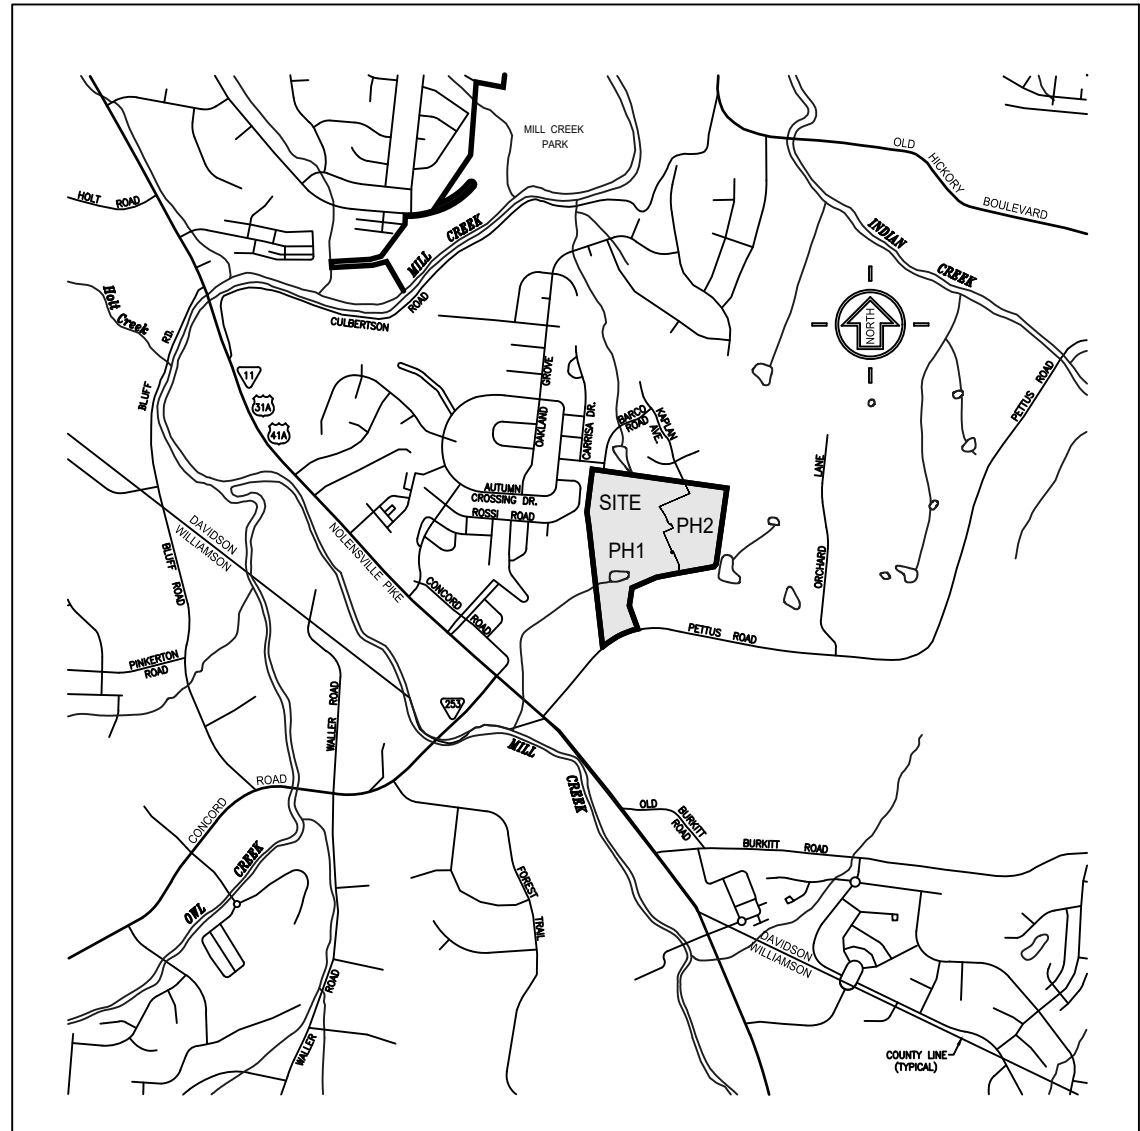 MILL CREEK
PARK
OLD
HICKORY
BOULEVARD
HOLT ROAD
INDIAN
CREEK
MILL
CREEK
Holt
Creek
CULBERTSON
ROAD
NORTH
BLUFF
RD.
11
31A
41A
GROVE
OAKLAND
CARRISA DR.
BARCO
ROAD
KAPLAN
AVE.
PETTUS ROAD
AUTUMN
CROSSING DR.
ROSSI ROAD
SITE
PH1
PH2
ORCHARD
LANE
DAVIDSON
WILLIAMSON
NOLENSVILLE PIKE
BLUFF ROAD
CONCORD
ROAD
PETTUS ROAD
PINKERTON
ROAD
WALLER ROAD
253
MILL
CREEK
CONCORD
ROAD
OLD
BURKITT
ROAD
BURKITT ROAD
OWL
CREEK
FOREST
TRAIL
DAVIDSON
WILLIAMSON
WALLER
ROAD
COUNTY LINE
(TYPICAL)